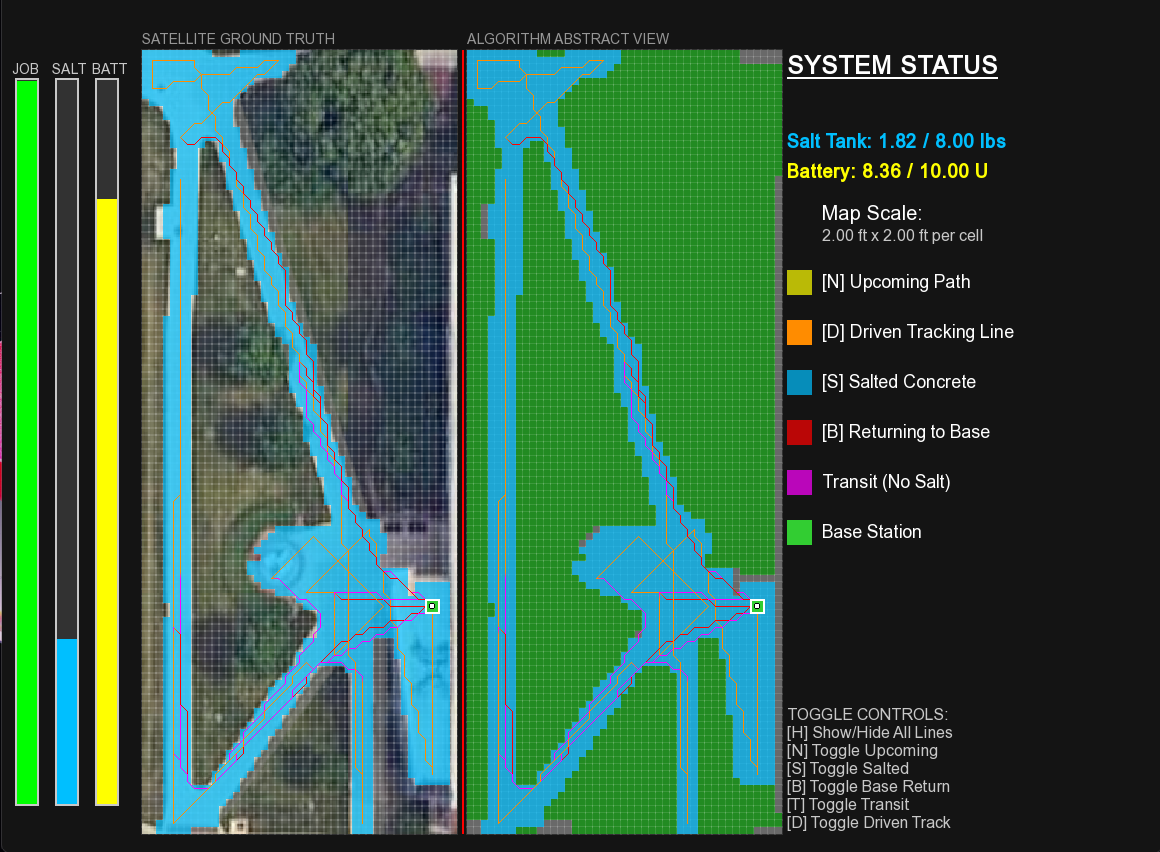 SATELLITE GROUND TRUTH
ALGORITHM ABSTRACT VIEW
JOB SALT BATT
SYSTEM STATUS
Salt Tank: 1.82 / 8.00 lbs
Battery: 8.36 / 10.00 U
Map Scale:
2.00 ft x 2.00 ft per cell
[N] Upcoming Path
[D] Driven Tracking Line
[S] Salted Concrete
[B] Returning to Base
Transit (No Salt)
Base Station
TOGGLE CONTROLS:
[H] Show/Hide All Lines
[N] Toggle Upcoming
[S] Toggle Salted
[B] Toggle Base Return
[T] Toggle Transit
[D] Toggle Driven Track